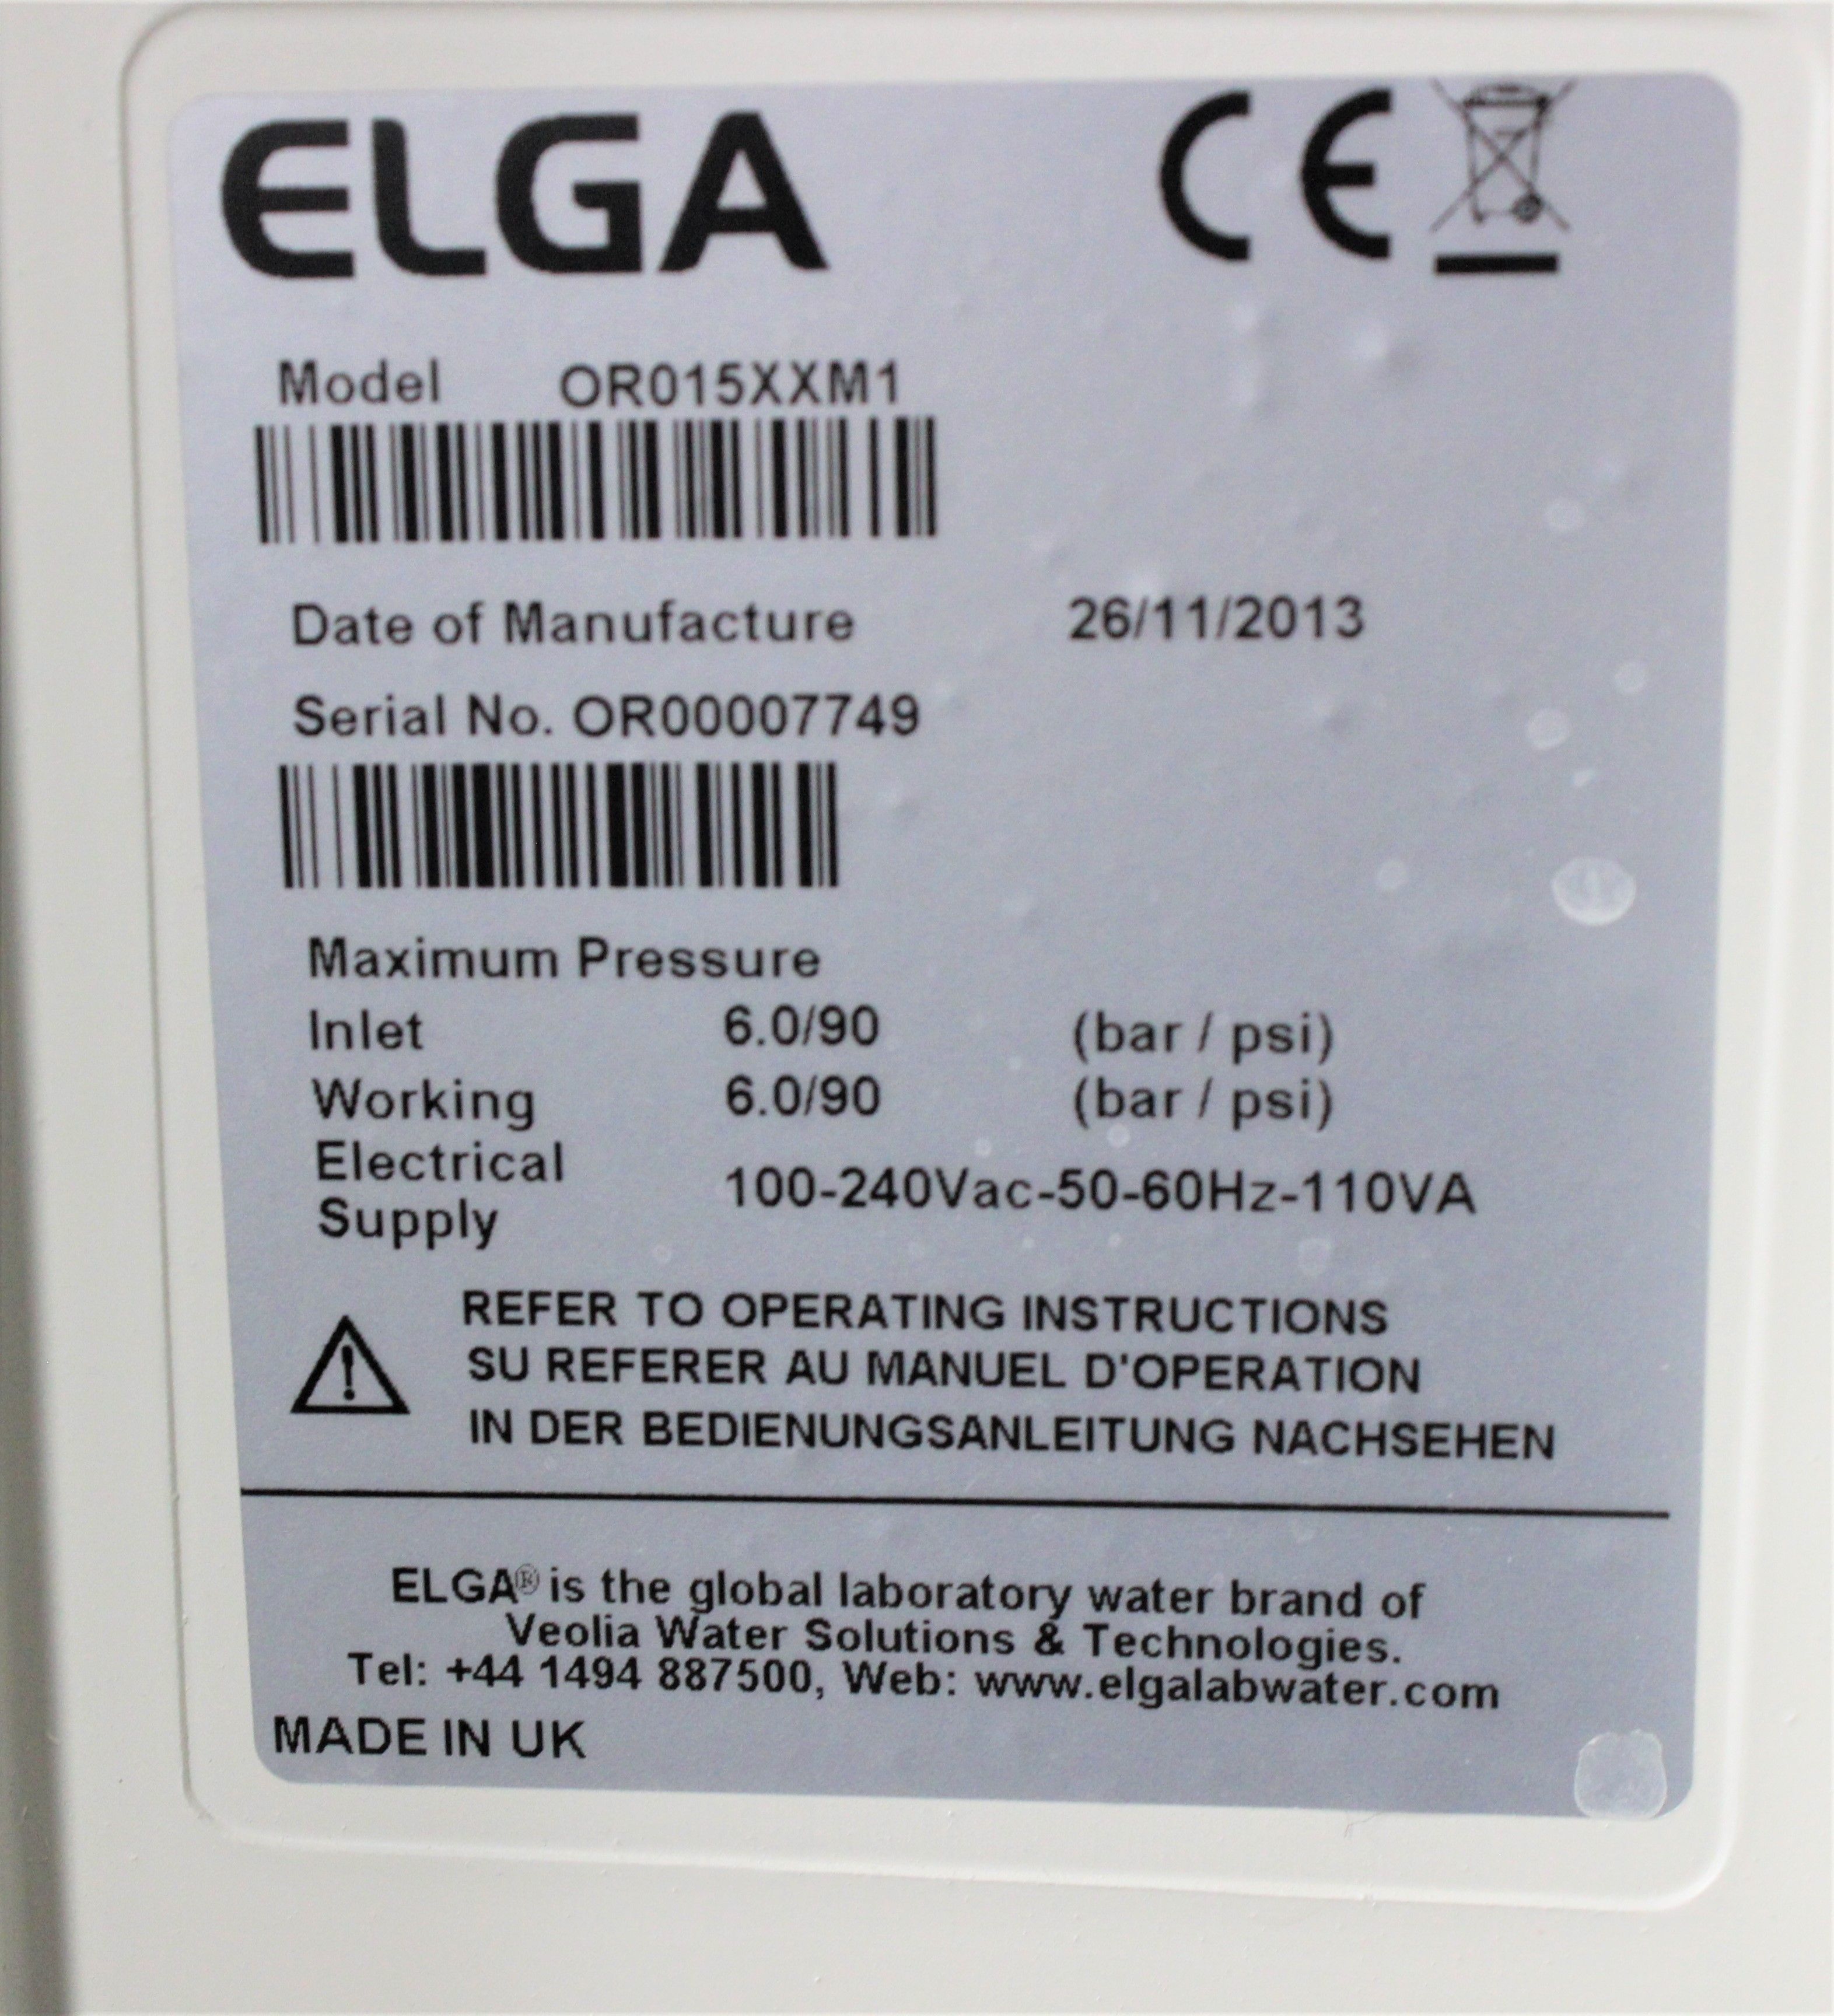 ELGA CE
Model OR015XXM1
Date of Manufacture 26/11/2013
Serial No. OR00007749
Maximum Pressure
Inlet 6.0/90 (bar / psi)
Working 6.0/90 (bar / psi)
Electrical
Supply 100-240Vac-50-60Hz-110VA
REFER TO OPERATING INSTRUCTIONS
SU REFERER AU MANUEL D'OPERATION
IN DER BEDIENUNGSANLEITUNG NACHSEHEN
ELGA® is the global laboratory water brand of
Veolia Water Solutions & Technologies.
Tel: +44 1494 887500, Web: www.elgalabwater.com
MADE IN UK